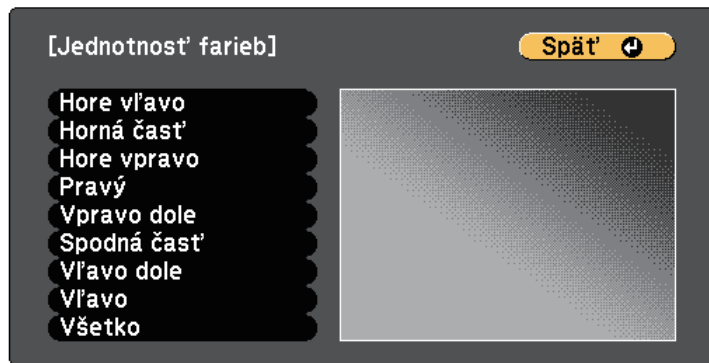 [Jednotnosť farieb]
Späť
Hore vľavo
Horná časť
Hore vpravo
Pravý
Vpravo dole
Spodná časť
Vľavo dole
Vľavo
Všetko